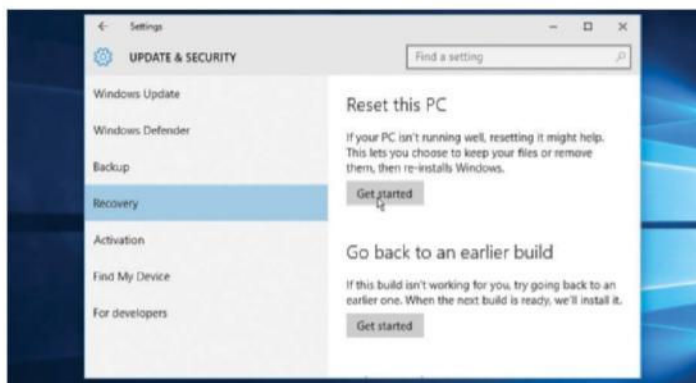 Settings
UPDATE & SECURITY
Find a setting
Windows Update
Windows Defender
Backup
Recovery
Activation
Find My Device
For developers
Reset this PC
If your PC isn't running well, resetting it might help.
This lets you choose to keep your files or remove
them, then re-installs Windows.
Get started
Go back to an earlier build
If this build isn't working for you, try going back to an
earlier one. When the next build is ready, we'll install it.
Get started